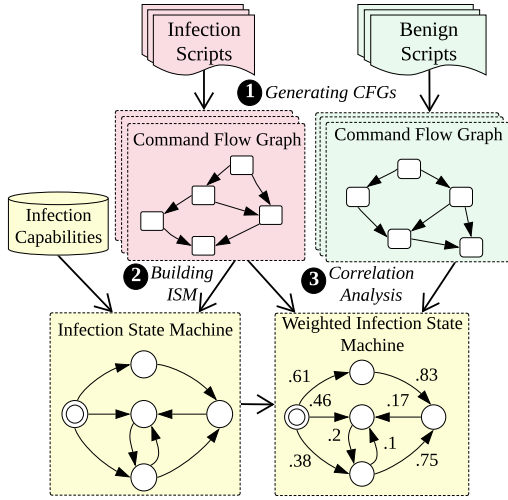 Infection
Scripts
Benign
Scripts
1 Generating CFGs
Command Flow Graph
Command Flow Graph
Infection
Capabilities
2 Building
ISM
3 Correlation
Analysis
Infection State Machine
Weighted Infection State
Machine
.61
.83
.46
.17
.2
.1
.38
.75